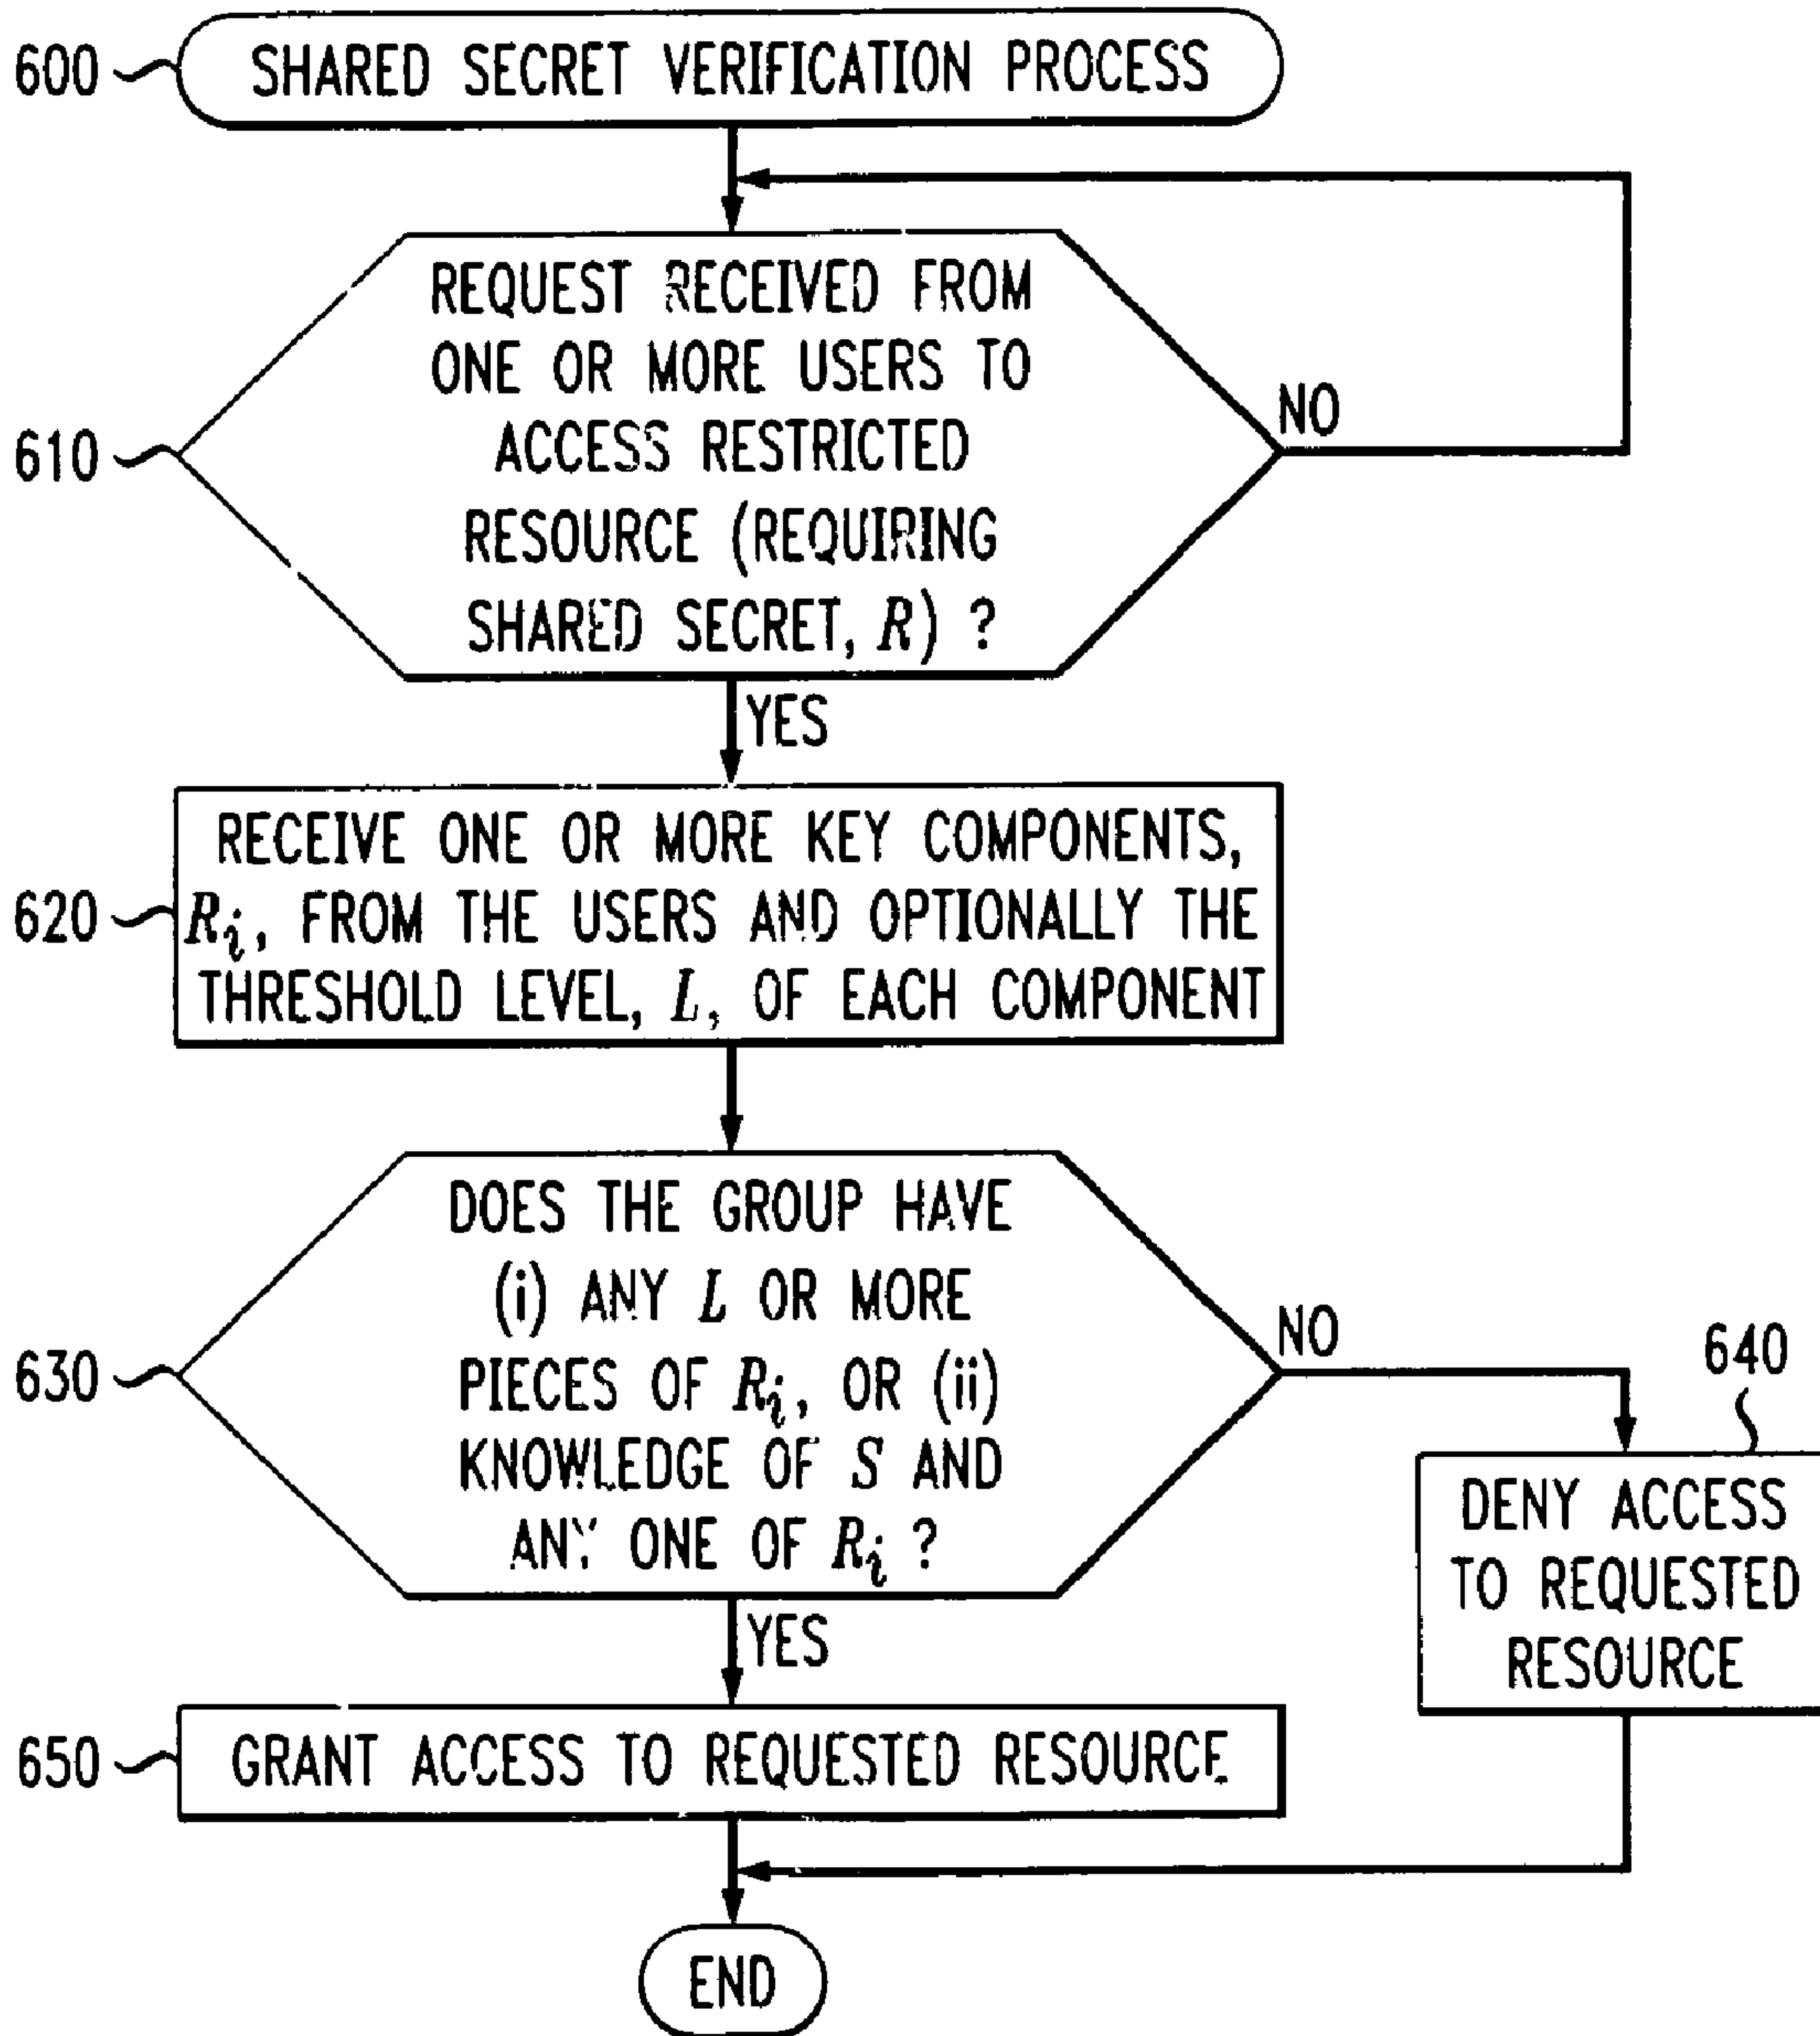 600
SHARED SECRET VERIFICATION PROCESS
610
REQUEST RECEIVED FROM
ONE OR MORE USERS TO
ACCESS RESTRICTED
RESOURCE (REQUIRING
SHARED SECRET, R) ?
NO
YES
620
RECEIVE ONE OR MORE KEY COMPONENTS,
Ri, FROM THE USERS AND OPTIONALLY THE
THRESHOLD LEVEL, L, OF EACH COMPONENT
630
DOES THE GROUP HAVE
(i) ANY L OR MORE
PIECES OF Ri, OR (ii)
KNOWLEDGE OF S AND
ANY ONE OF Ri ?
NO
640
DENY ACCESS
TO REQUESTED
RESOURCE
YES
650
GRANT ACCESS TO REQUESTED RESOURCE
END